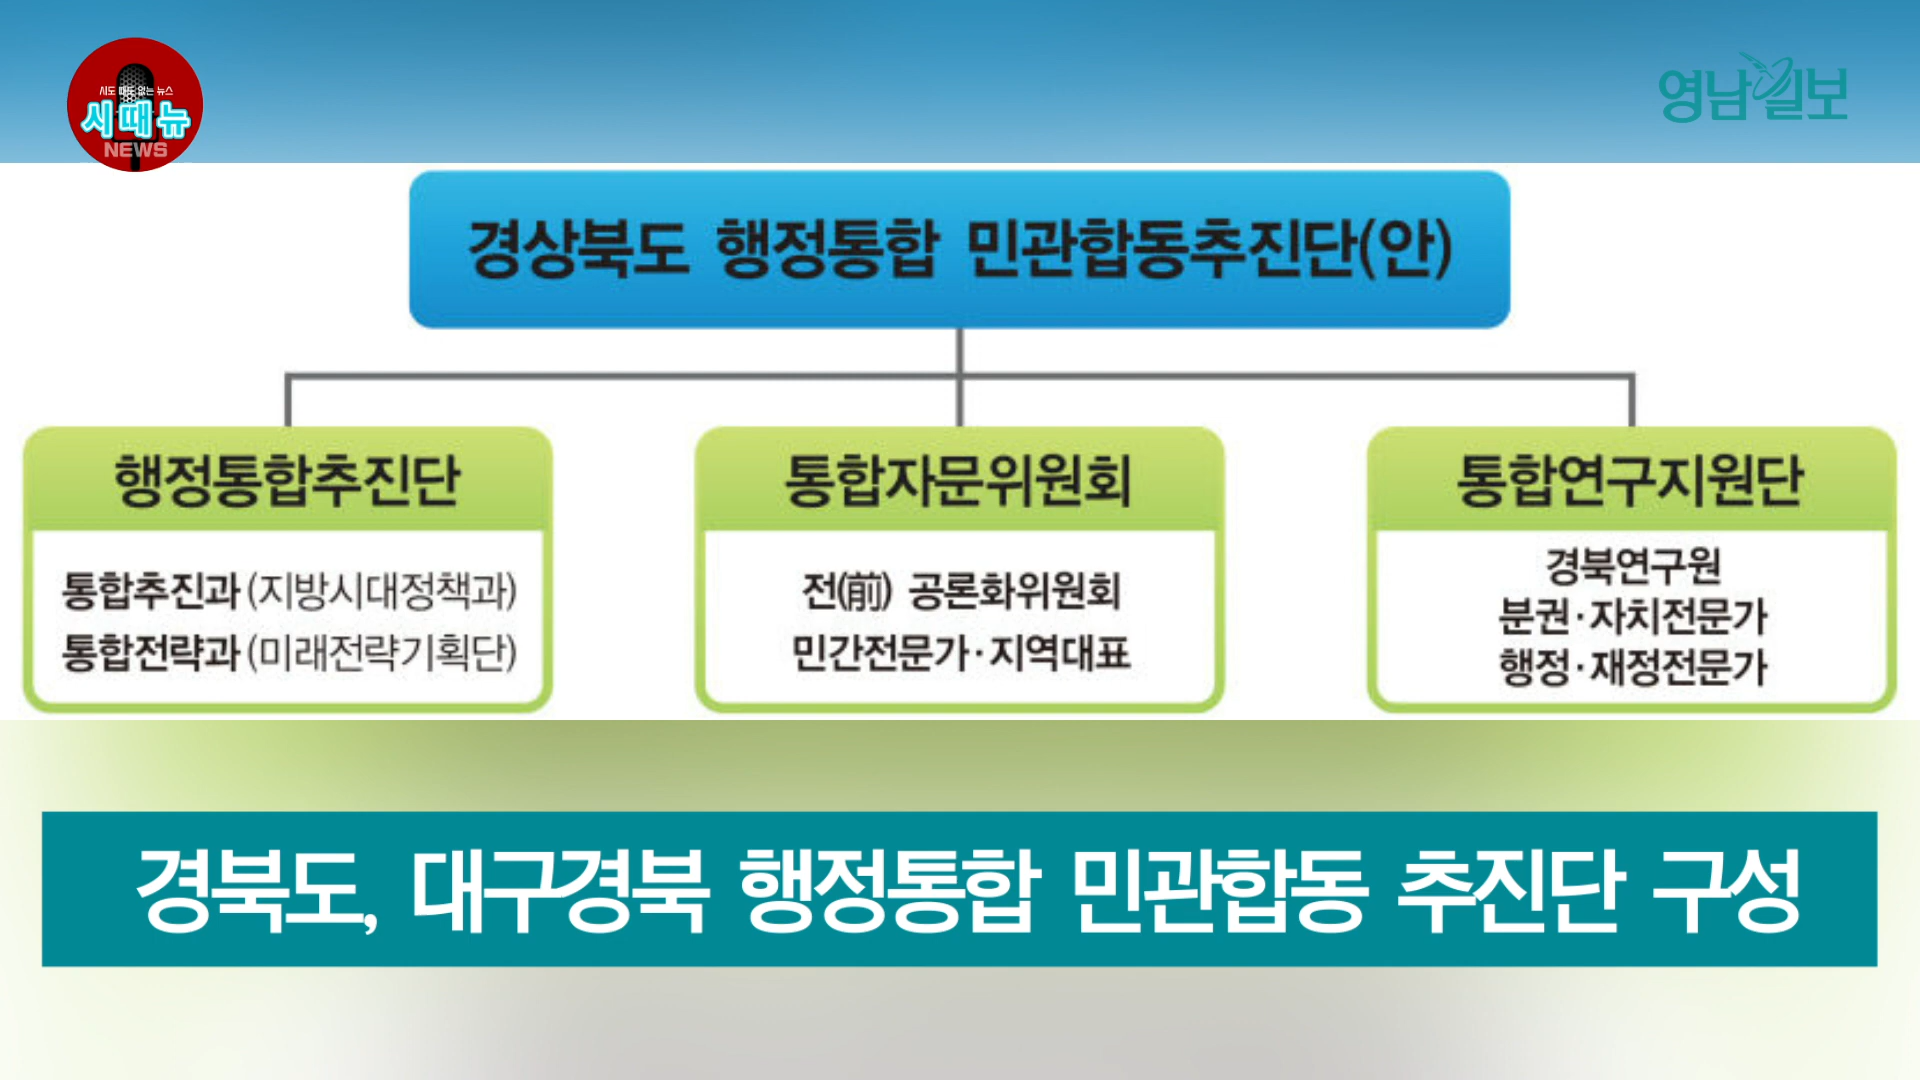 시도 때도 없는 뉴스
시때뉴
NEWS
영남일보
경상북도 행정통합 민관합동추진단(안)
행정통합추진단
통합추진과 (지방시대정책과)
통합전략과 (미래전략기획단)
통합자문위원회
전(前) 공론화위원회
민간전문가·지역대표
통합연구지원단
경북연구원
분권·자치전문가
행정·재정전문가
경북도, 대구경북 행정통합 민관합동 추진단 구성